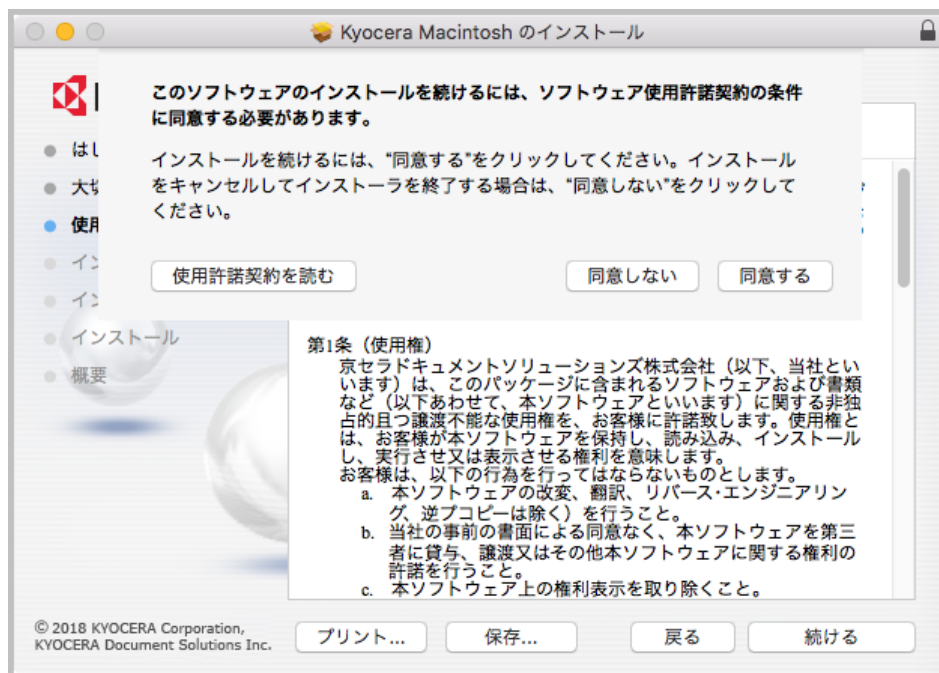 Kyocera Macintosh のインストール
このソフトウェアのインストールを続けるには、ソフトウェア使用許諾契約の条件
に同意する必要があります。
インストールを続けるには、“同意する”をクリックしてください。インストール
をキャンセルしてインストーラを終了する場合は、“同意しない”をクリックして
ください。
使用許諾契約を読む
同意しない
同意する
はじ
大切
使用
イン
イン
インストール
概要
第1条（使用権）
京セラドキュメントソリューションズ株式会社（以下、当社とい
います）は、このパッケージに含まれるソフトウェアおよび書類
など（以下あわせて、本ソフトウェアといいます）に関する非独
占的且つ譲渡不能な使用権を、お客様に許諾致します。使用権と
は、お客様が本ソフトウェアを保持し、読み込み、インストール
し、実行させ又は表示させる権利を意味します。
お客様は、以下の行為を行ってはならないものとします。
a. 本ソフトウェアの改変、翻訳、リバース･エンジニアリン
グ、逆プコピーは除く）を行うこと。
b. 当社の事前の書面による同意なく、本ソフトウェアを第三
者に貸与、譲渡又はその他本ソフトウェアに関する権利の
許諾を行うこと。
c. 本ソフトウェア上の権利表示を取り除くこと。
© 2018 KYOCERA Corporation,
KYOCERA Document Solutions Inc.
プリント...
保存...
戻る
続ける